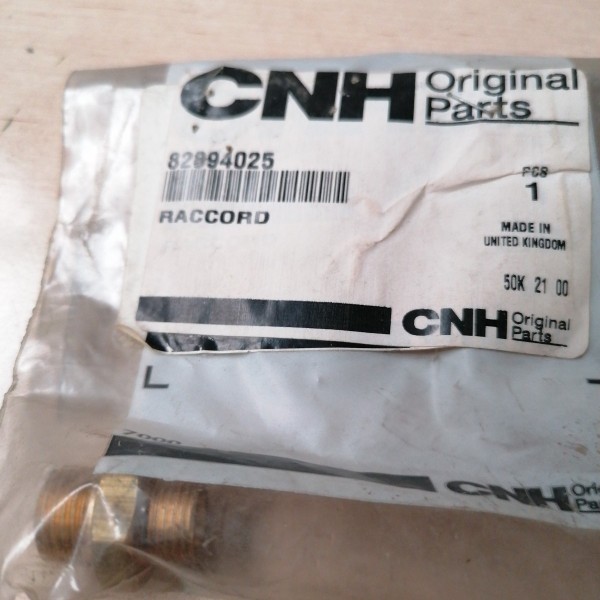 CNH Original Parts
82994025
RACCORD
PCS
1
MADE IN
UNITED KINGDOM
50K 21 00
CNH Original Parts
L
CNH